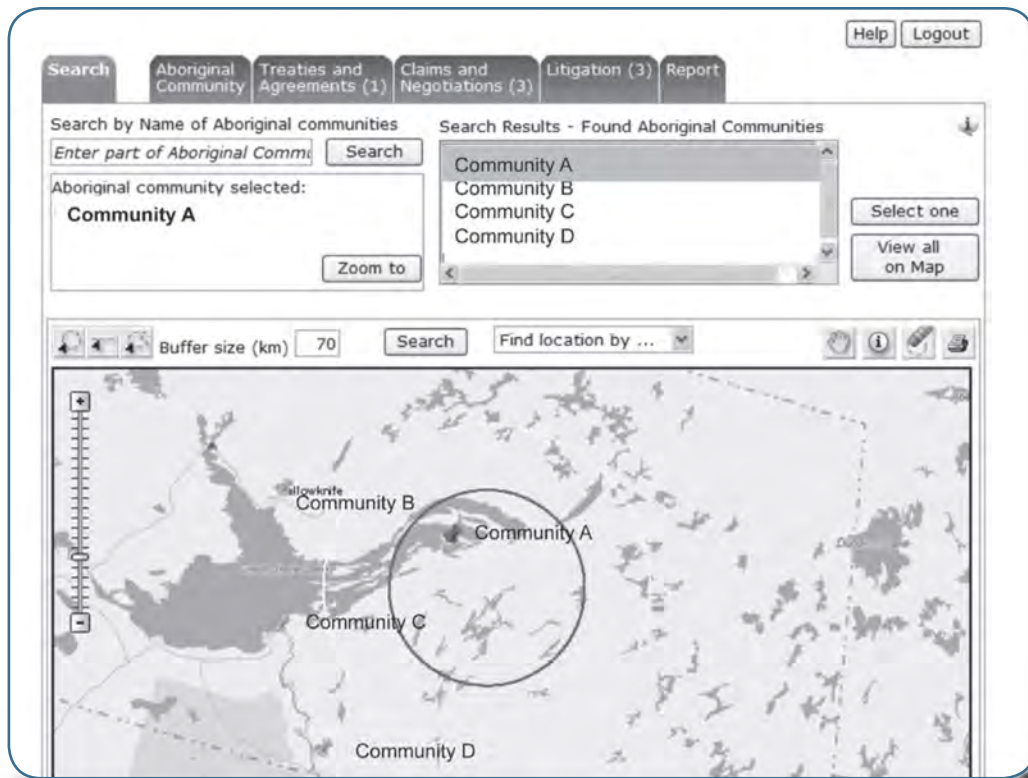 Help Logout
Search
Aboriginal
Community
Treaties and
Agreements (1)
Claims and
Negotiations (3)
Litigation (3)
Report
Search by Name of Aboriginal communities
Enter part of Aboriginal Commu
Search
Aboriginal community selected:
Community A
Zoom to
Search Results - Found Aboriginal Communities
Community A
Community B
Community C
Community D
Select one
View all
on Map
Buffer size (km) 70 Search Find location by ...
+
allowknife
Community B
Community A
Community C
-
Community D